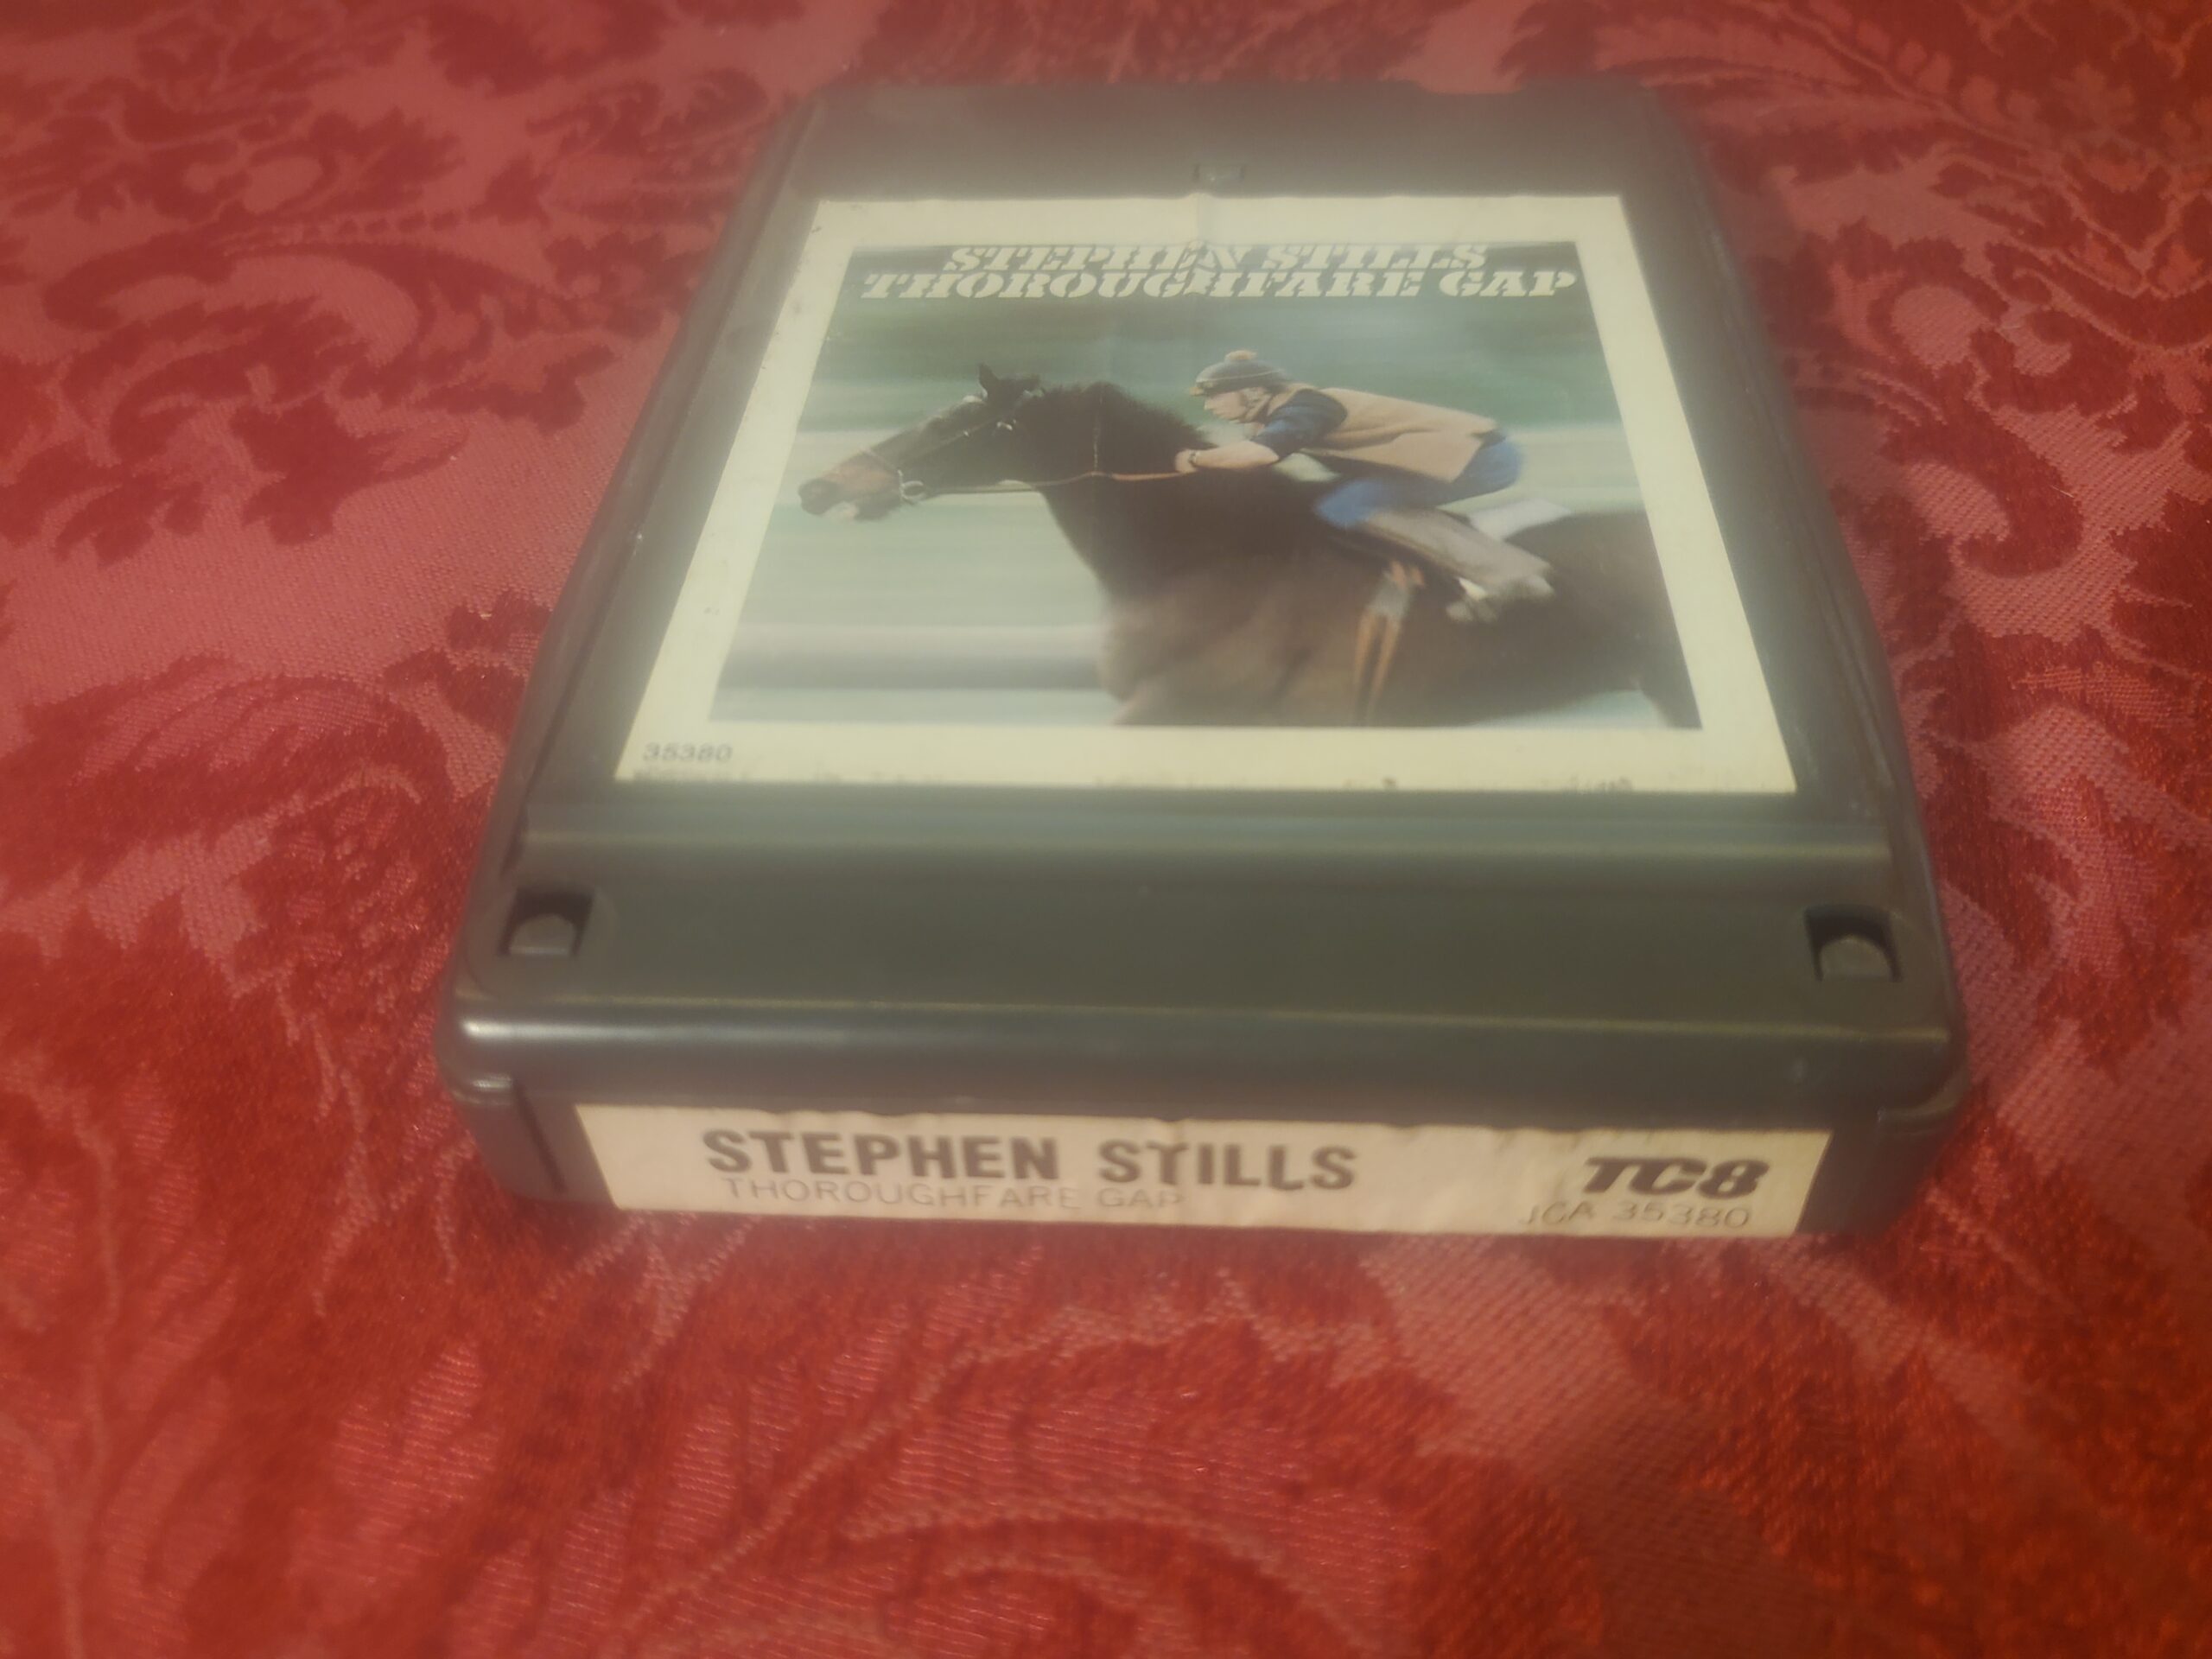 STEPHEN STILLS
THOROUGHFARE GAP
35380
STEPHEN STILLS
THOROUGHFARE GAP
TC8
JCA 35380